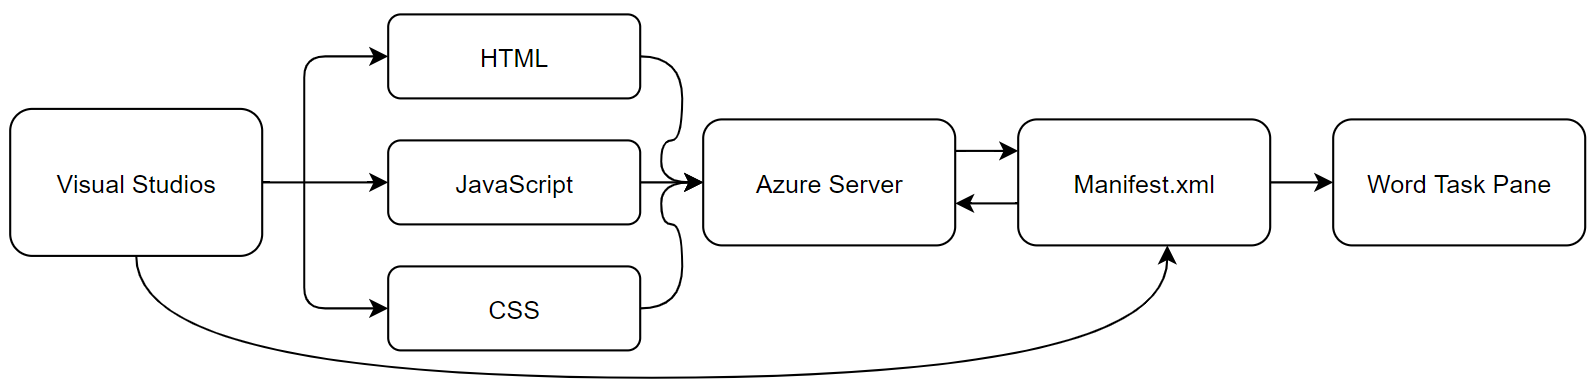 HTML
Visual Studios
JavaScript
Azure Server
Manifest.xml
Word Task Pane
CSS